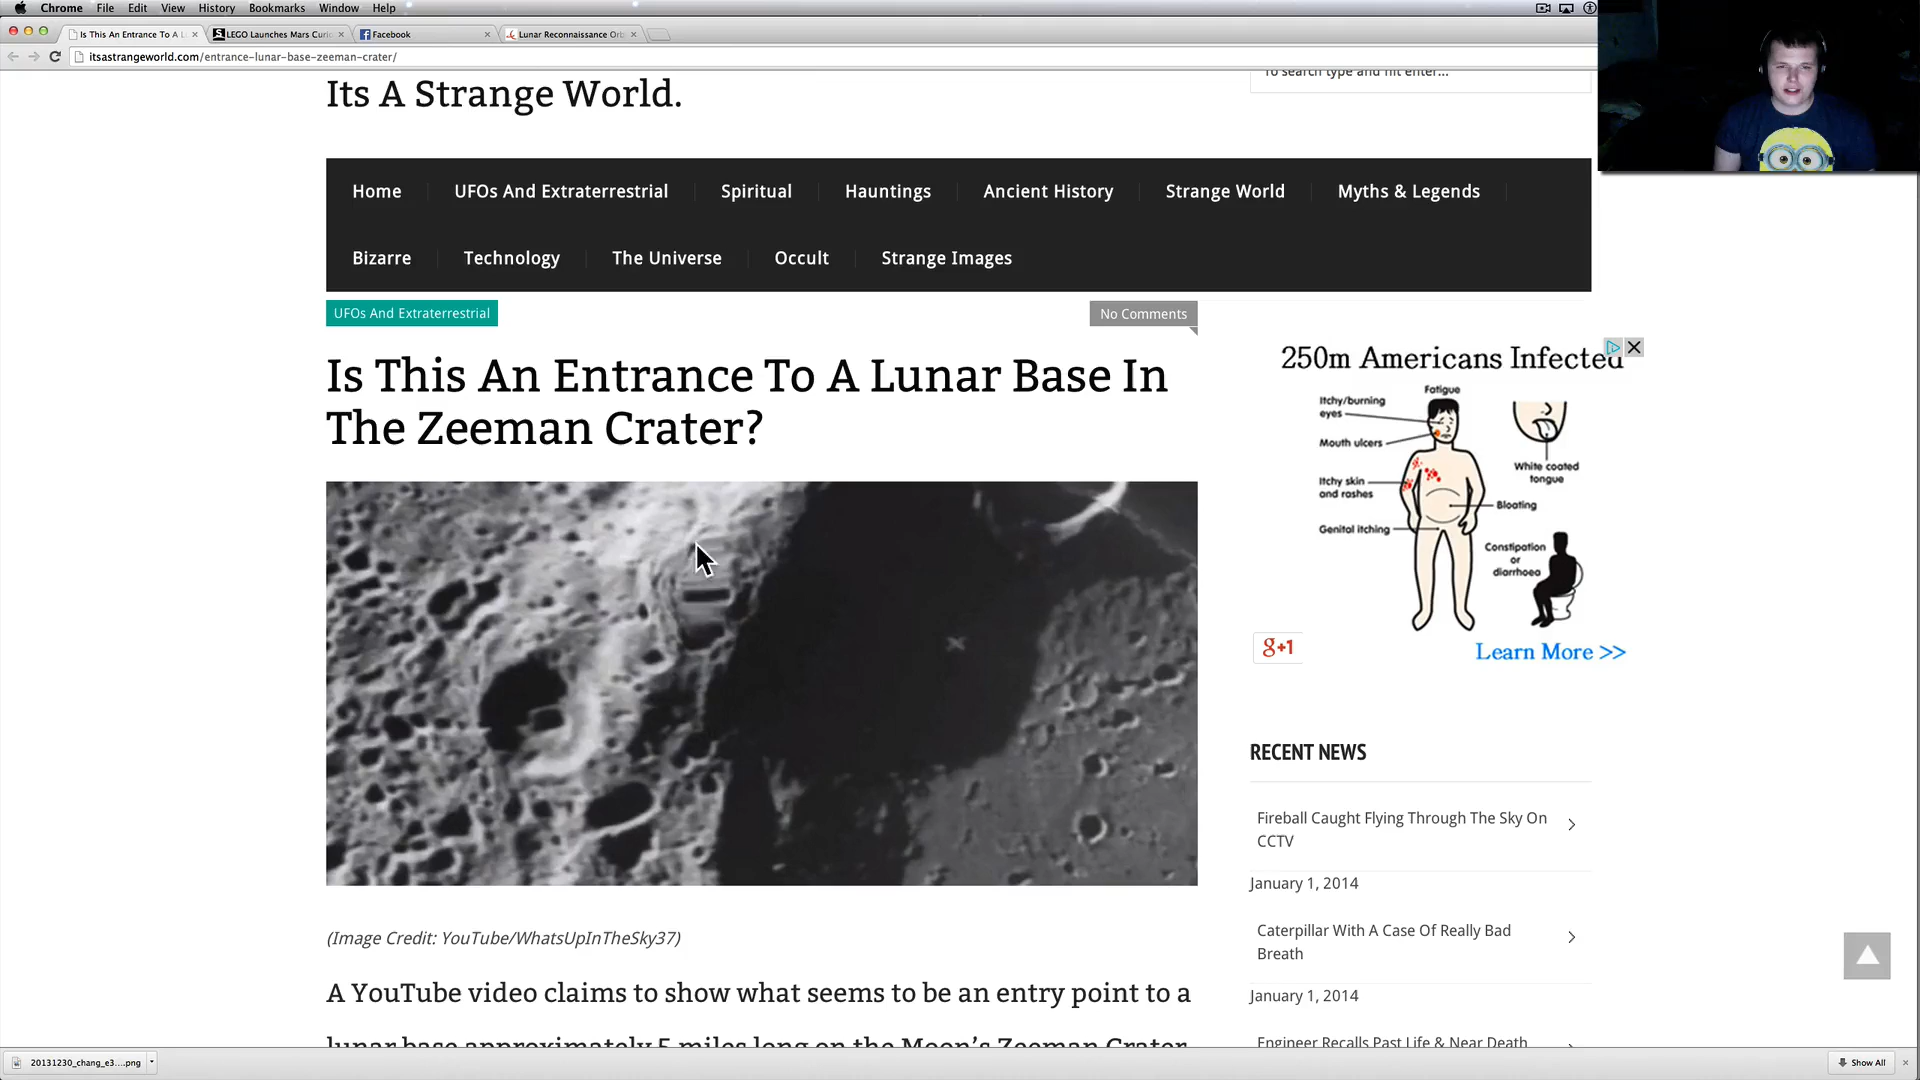 Chrome File Edit View History Bookmarks Window Help
Is This An Entrance To A L
LEGO Launches Mars Curi
Facebook
Lunar Reconnaissance Orb
itsastrangeworld.com/entrance-lunar-base-zeeman-crater/
Its A Strange World.
To search type and hit enter...
Home UFOs And Extraterrestrial Spiritual Hauntings Ancient History Strange World Myths & Legends
Bizarre Technology The Universe Occult Strange Images
UFOs And Extraterrestrial
No Comments
Is This An Entrance To A Lunar Base In
The Zeeman Crater?
(Image Credit: YouTube/WhatsUpInTheSky37)
A YouTube video claims to show what seems to be an entry point to a
lunar base approximately 5 miles long on the Moon's Zeeman Crater
250m Americans Infected
Fatigue
Itchy/burning
eyes
Mouth ulcers
White coated
tongue
Itchy skin
and rashes
Bloating
Genital itching
Constipation
or
diarrhoea
Learn More >>
g+1
RECENT NEWS
Fireball Caught Flying Through The Sky On
CCTV
January 1, 2014
Caterpillar With A Case Of Really Bad
Breath
January 1, 2014
Engineer Recalls Past Life & Near Death
20131230_chang_e3....png
Show All